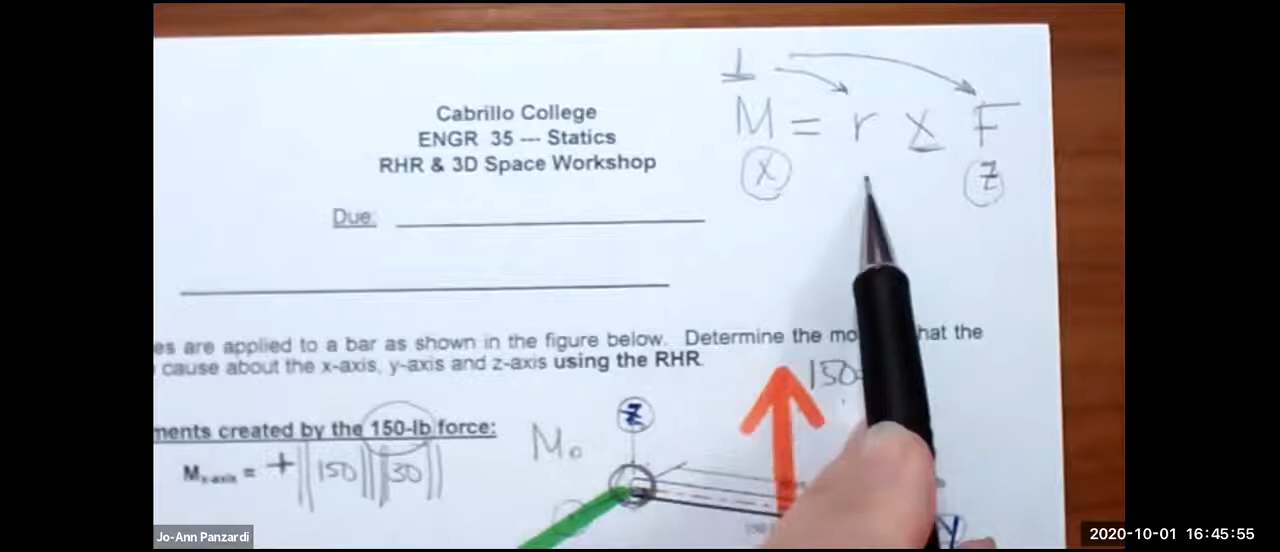 ⊥
M = r x F
X
Z
Cabrillo College
ENGR 35 --- Statics
RHR & 3D Space Workshop
Due:
es are applied to a bar as shown in the figure below. Determine the mo hat the
cause about the x-axis, y-axis and z-axis using the RHR.
150
ments created by the 150-lb force:
Mx-axis = + ||150|| ||30||
Mo
Z
y
Jo-Ann Panzardi
2020-10-01 16:45:55